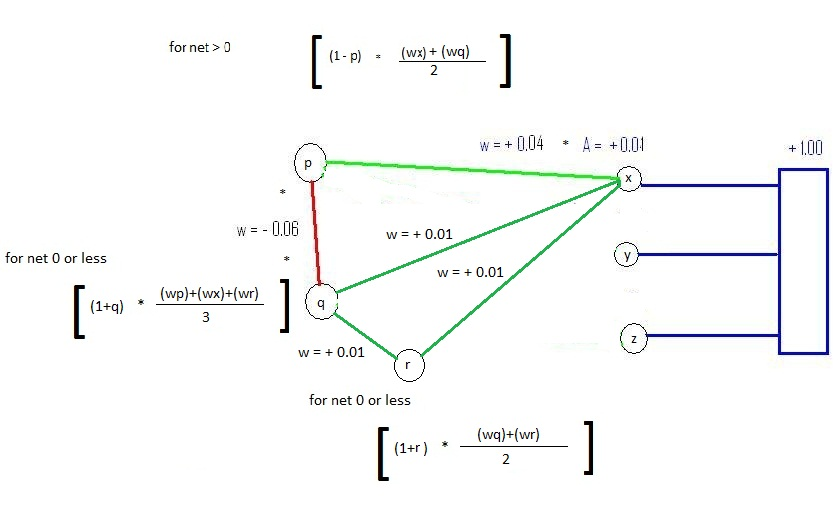 for net > 0
(1 - p) * (wx) + (wq)
2
w = + 0.04 * A = +0.01
+ 1.00
p
x
*
w = - 0.06
w = + 0.01
for net 0 or less
y
*
w = + 0.01
(1+q) * (wp)+(wx)+(wr)
3
q
z
w = + 0.01
r
for net 0 or less
(1+r ) * (wq)+(wr)
2